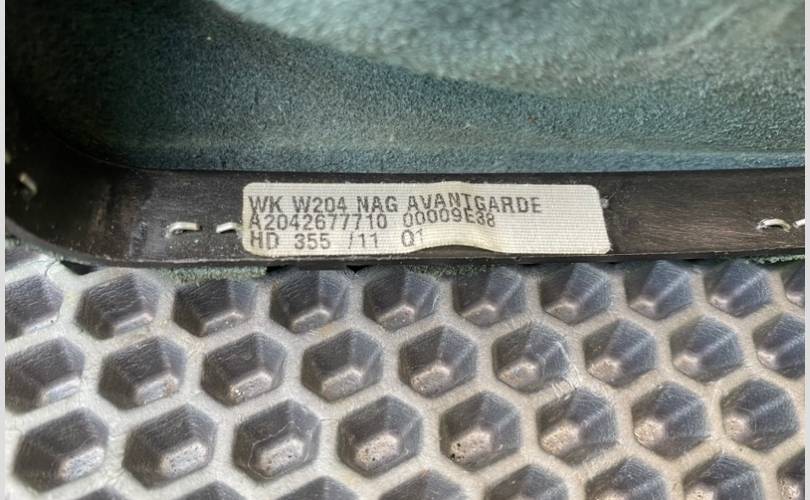 WK W204 NAG AVANTGARDE
A2042677710 00009E38
HD 355 /11 Q1